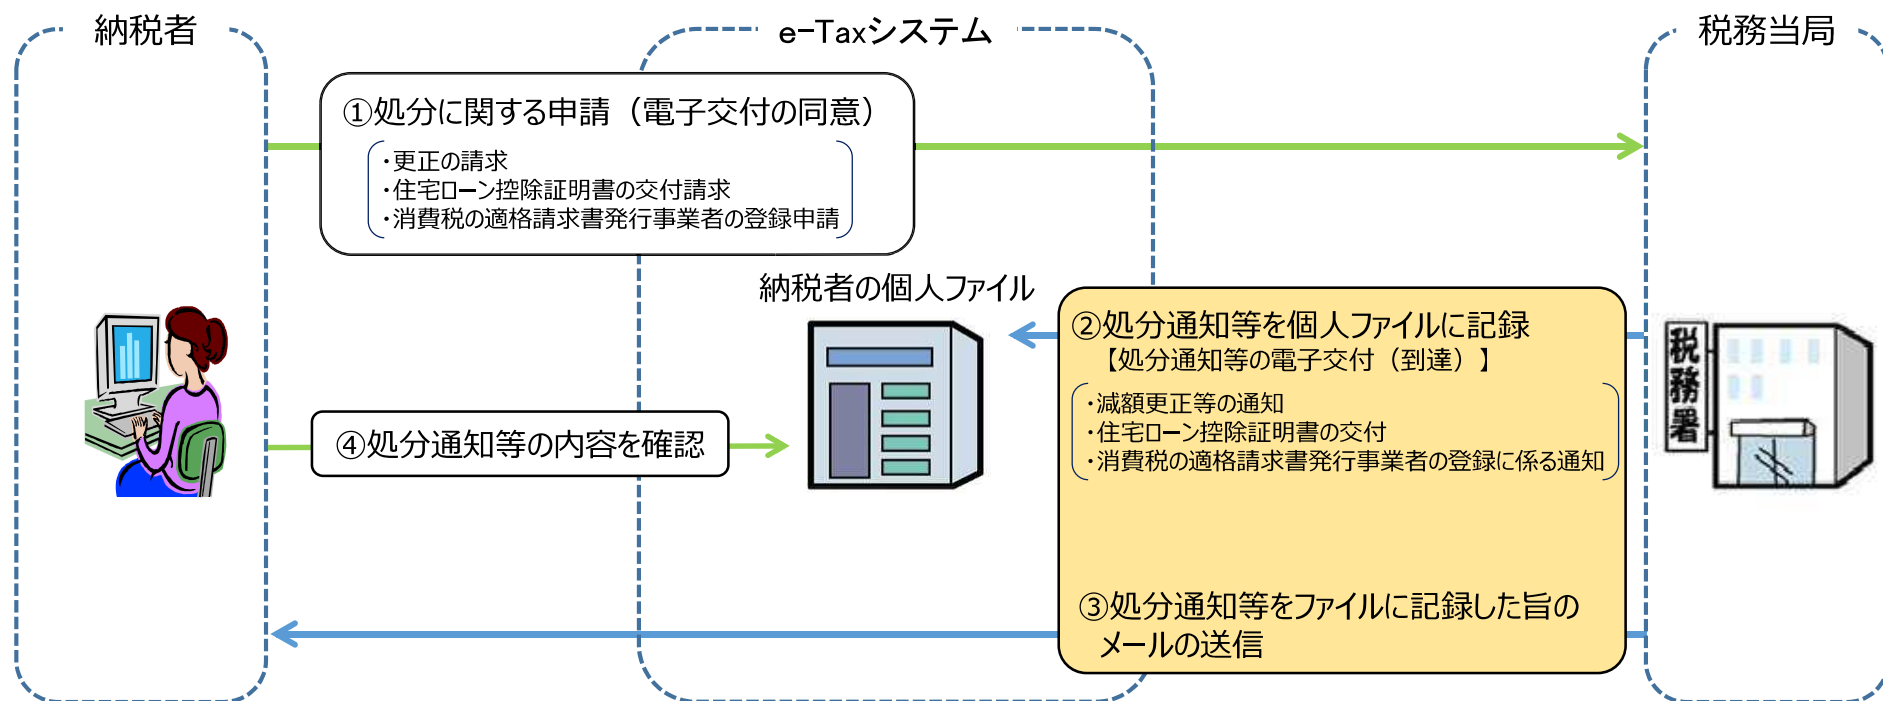 納税者
e-Taxシステム
税務当局
①処分に関する申請（電子交付の同意）
・更正の請求
・住宅ローン控除証明書の交付請求
・消費税の適格請求書発行事業者の登録申請
納税者の個人ファイル
②処分通知等を個人ファイルに記録
【処分通知等の電子交付（到達）】
・減額更正等の通知
・住宅ローン控除証明書の交付
・消費税の適格請求書発行事業者の登録に係る通知
税務署
④処分通知等の内容を確認
③処分通知等をファイルに記録した旨の
メールの送信